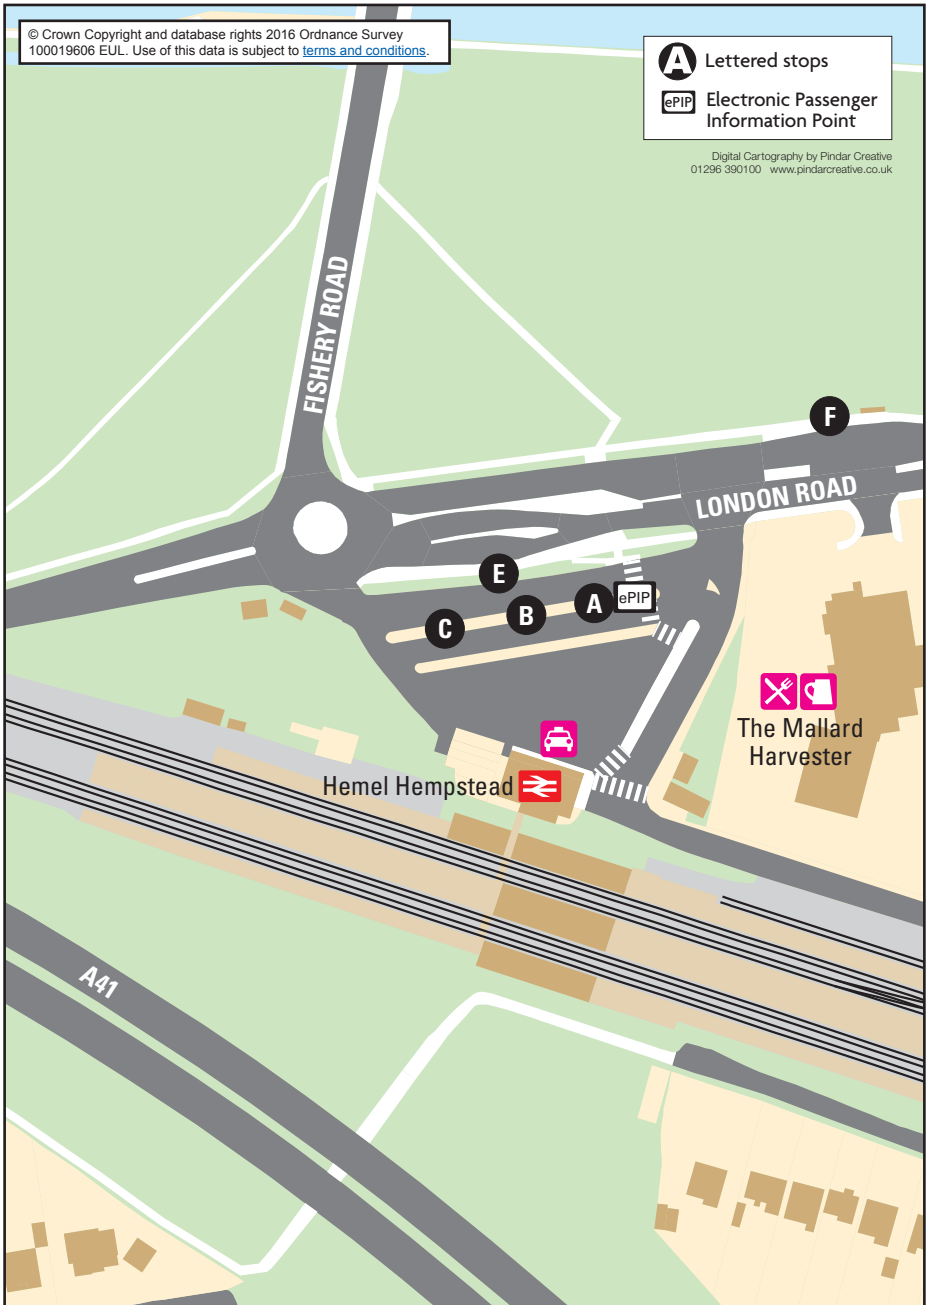 © Crown Copyright and database rights 2016 Ordnance Survey
100019606 EUL. Use of this data is subject to terms and conditions.
A Lettered stops
ePIP Electronic Passenger
Information Point
Digital Cartography by Pindar Creative
01296 390100 www.pindarcreative.co.uk
FISHERY ROAD
F
LONDON ROAD
E
A
ePIP
B
C
The Mallard
Harvester
Hemel Hempstead
A41